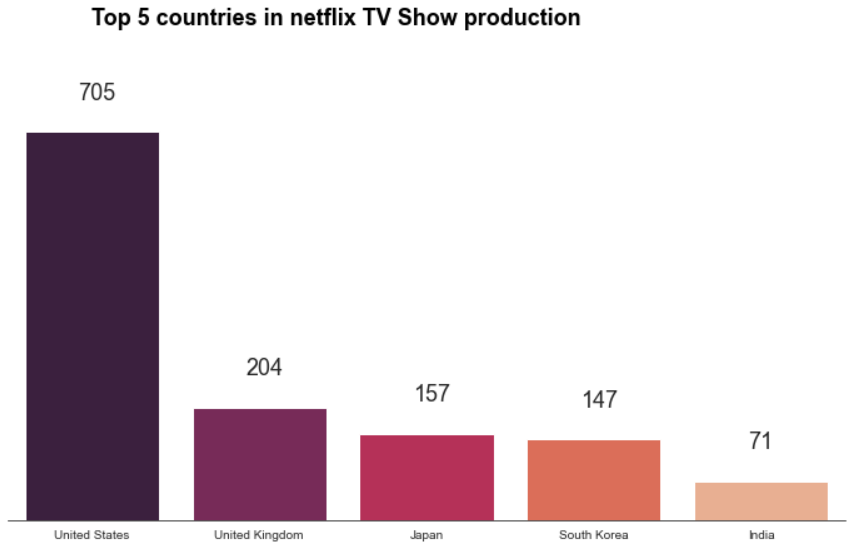 Top 5 countries in netflix TV Show production
705
204
157
147
71
United States
United Kingdom
Japan
South Korea
India